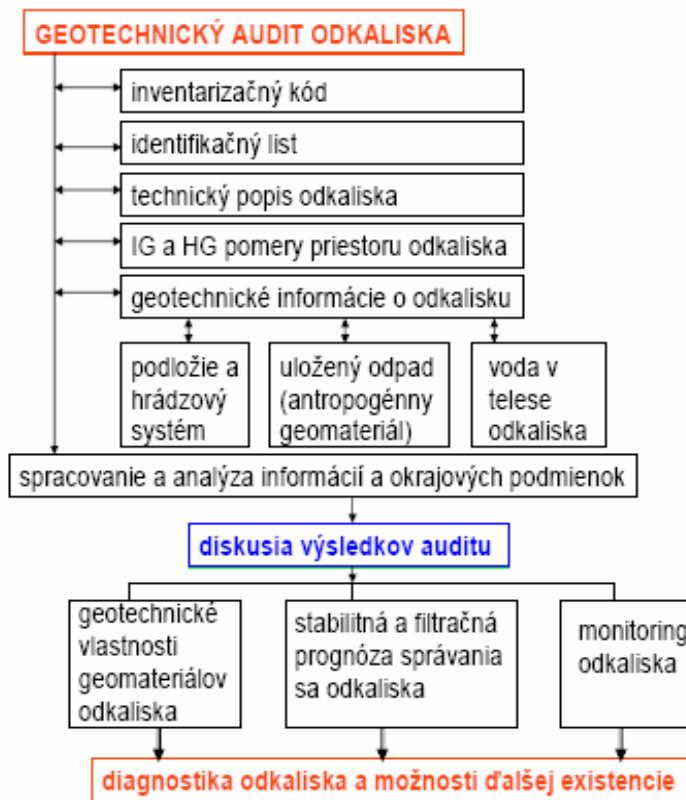 GEOTECHNICKÝ AUDIT ODKALISKA
inventarizačný kód
identifikačný list
technický popis odkaliska
IG a HG pomery priestoru odkaliska
geotechnické informácie o odkalisku
podložie a
hrádzový
systém
uložený odpad
(antropogénny
geomateriál)
voda v
telese
odkaliska
spracovanie a analýza informácií a okrajových podmienok
diskusia výsledkov auditu
geotechnické
vlastnosti
geomateriálov
odkaliska
stabilitná a filtračná
prognóza správania
sa odkaliska
monitoring
odkaliska
diagnostika odkaliska a možnosti ďalšej existencie